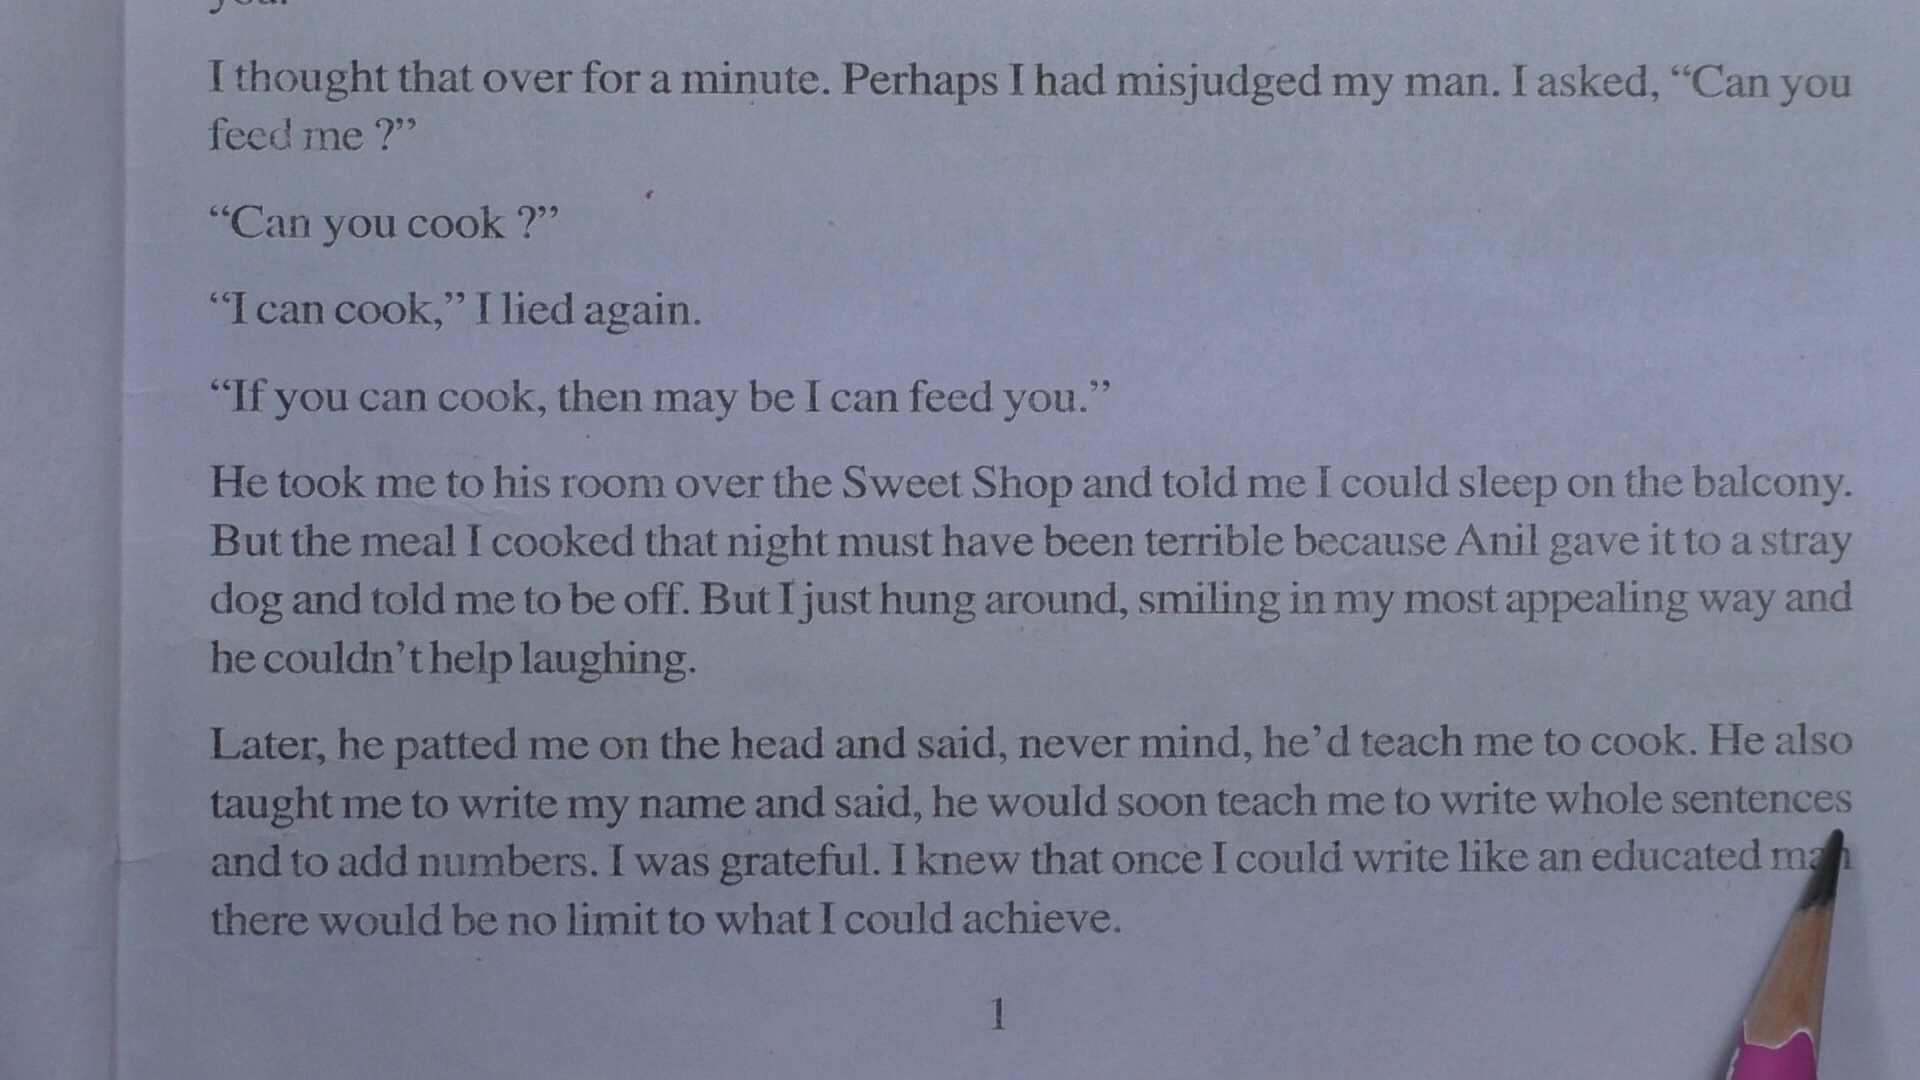 you.
I thought that over for a minute. Perhaps I had misjudged my man. I asked, “Can you
feed me ?”
“Can you cook ?”
“I can cook,” I lied again.
“If you can cook, then may be I can feed you.”
He took me to his room over the Sweet Shop and told me I could sleep on the balcony.
But the meal I cooked that night must have been terrible because Anil gave it to a stray
dog and told me to be off. But I just hung around, smiling in my most appealing way and
he couldn’t help laughing.
Later, he patted me on the head and said, never mind, he’d teach me to cook. He also
taught me to write my name and said, he would soon teach me to write whole sentences
and to add numbers. I was grateful. I knew that once I could write like an educated man
there would be no limit to what I could achieve.
1